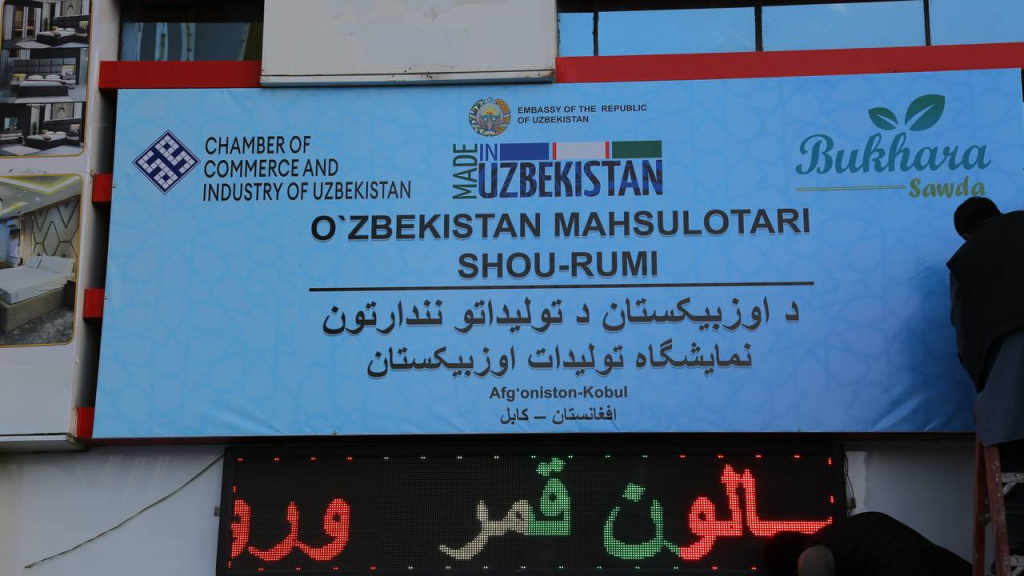 EMBASSY OF THE REPUBLIC
OF UZBEKISTAN
CHAMBER OF
COMMERCE AND
INDUSTRY OF UZBEKISTAN
MADE IN
UZBEKISTAN
Bukhara
Sawda
O`ZBEKISTAN MAHSULOTARI
SHOU-RUMI
د اوزبیکستان د تولیداتو نندارتون
نمایشگاه تولیدات اوزبیکستان
Afg‘oniston-Kobul
افغانستان – کابل
سالون قمر